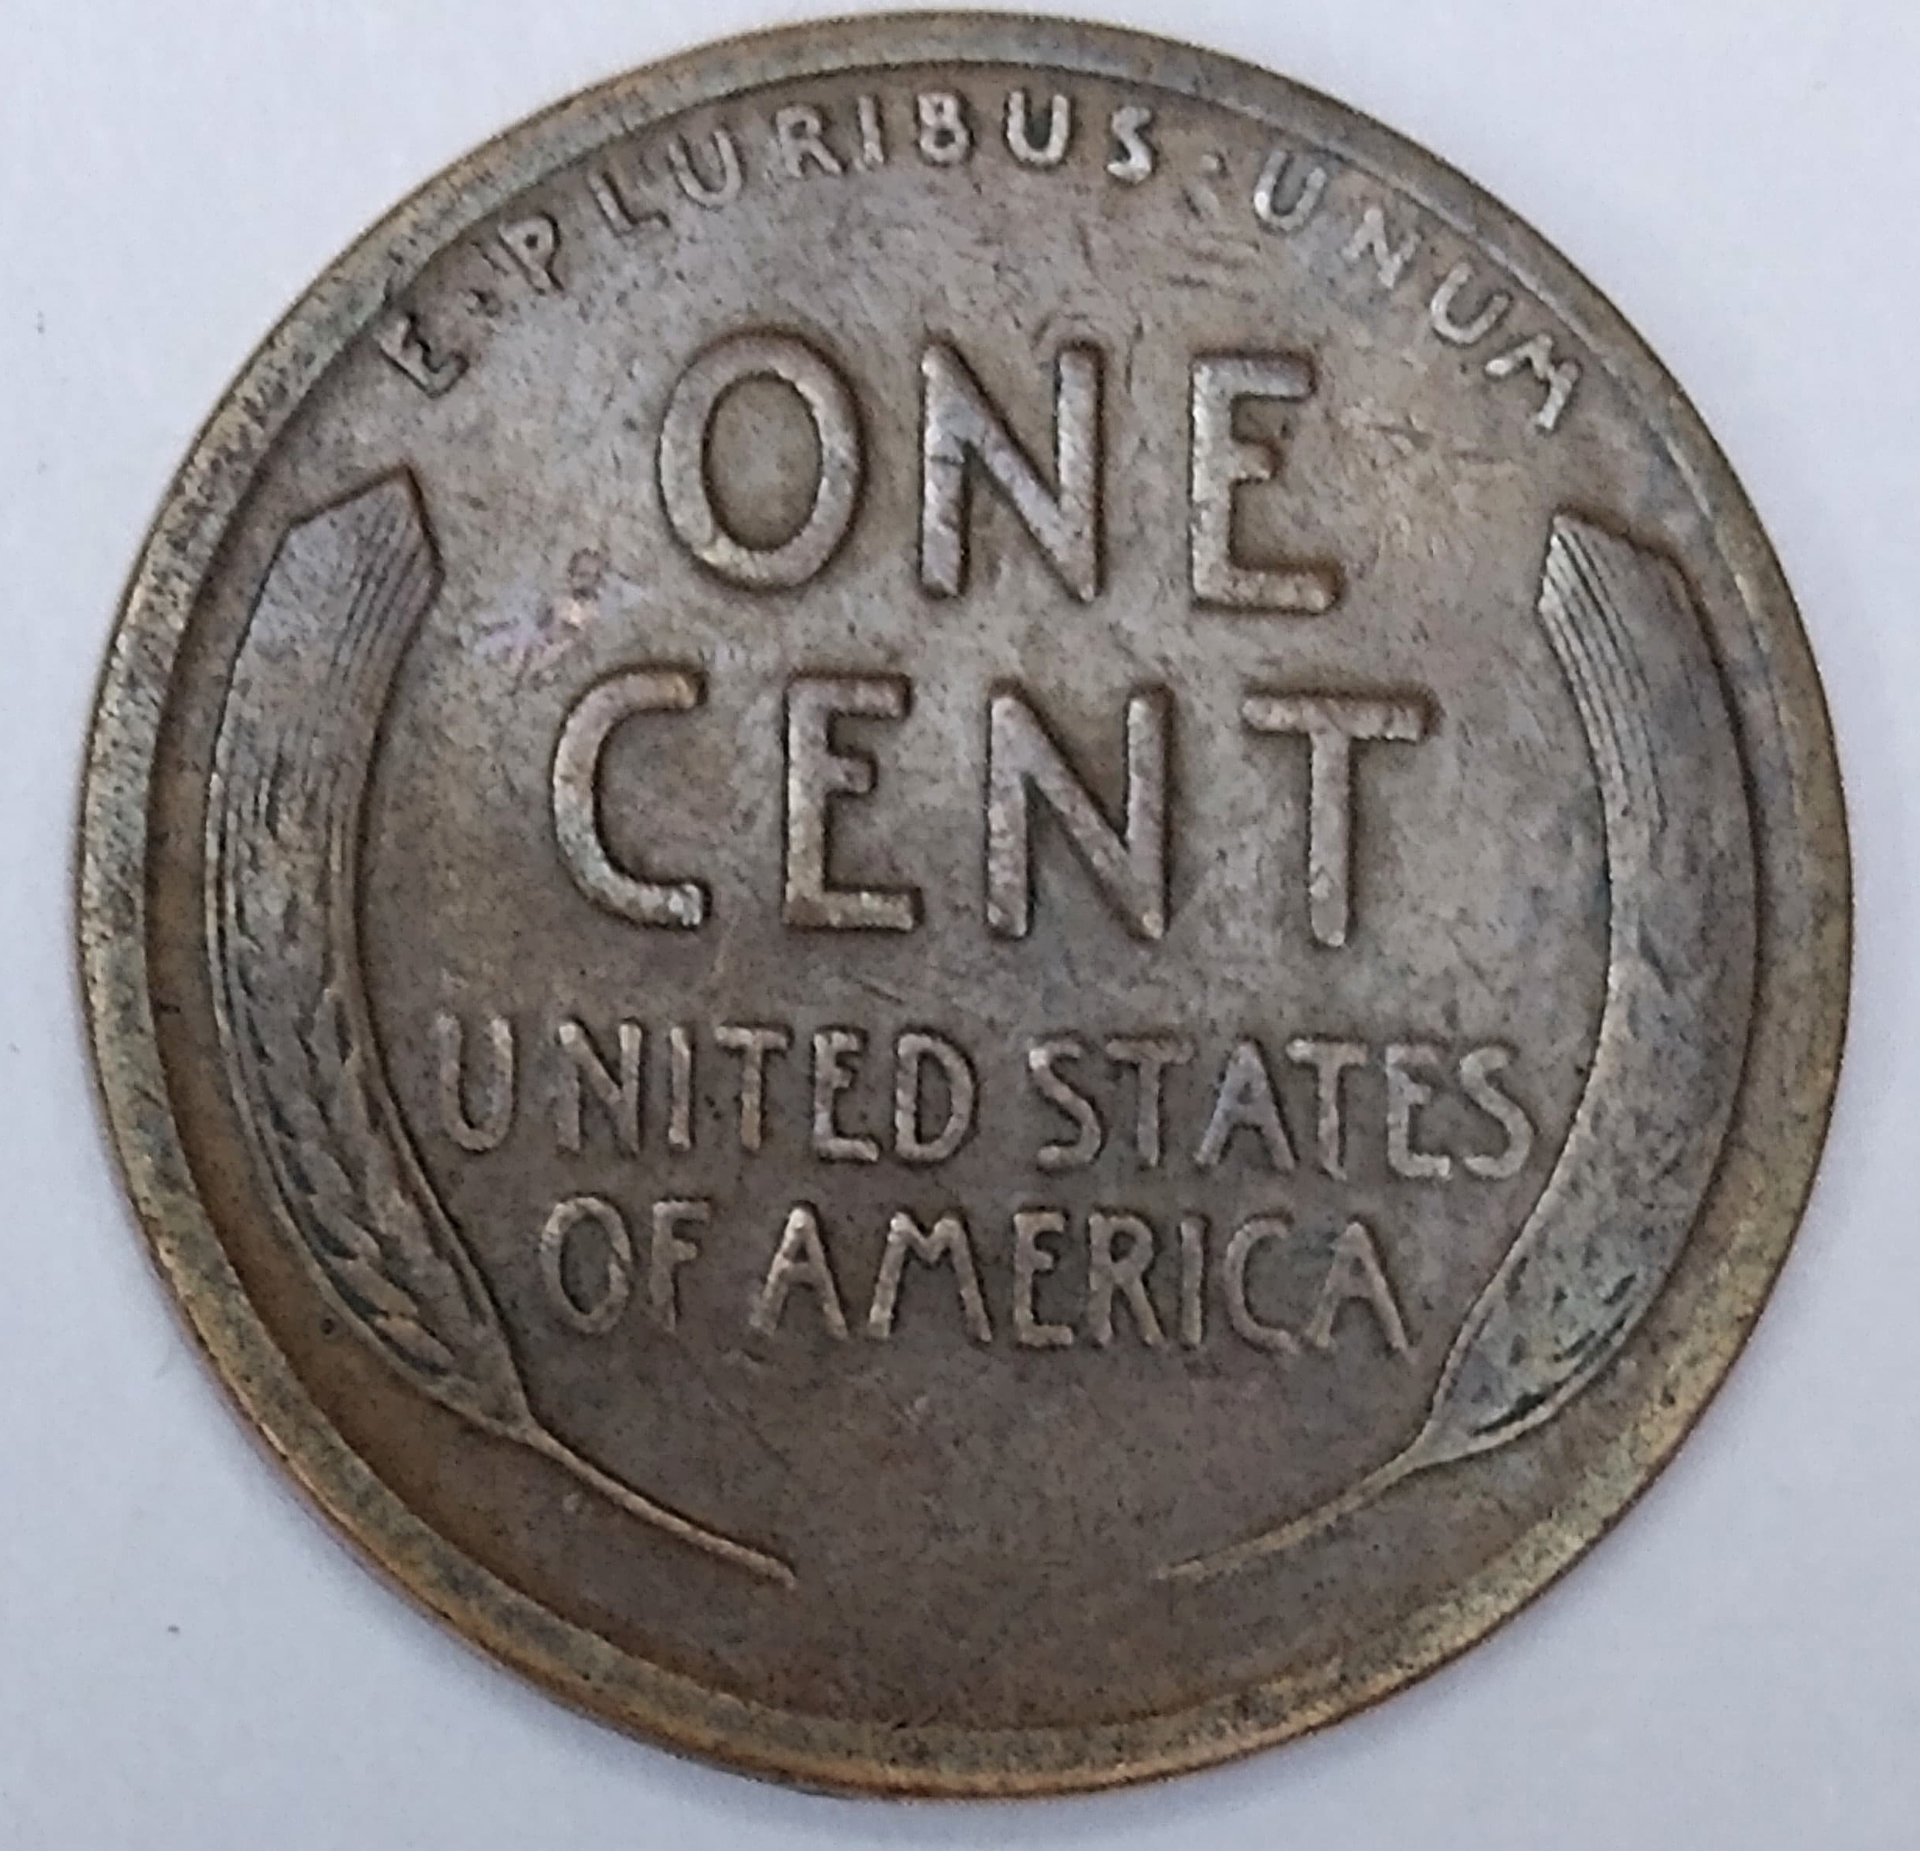 E·PLURIBUS·UNUM
ONE
CENT
UNITED STATES
OF AMERICA